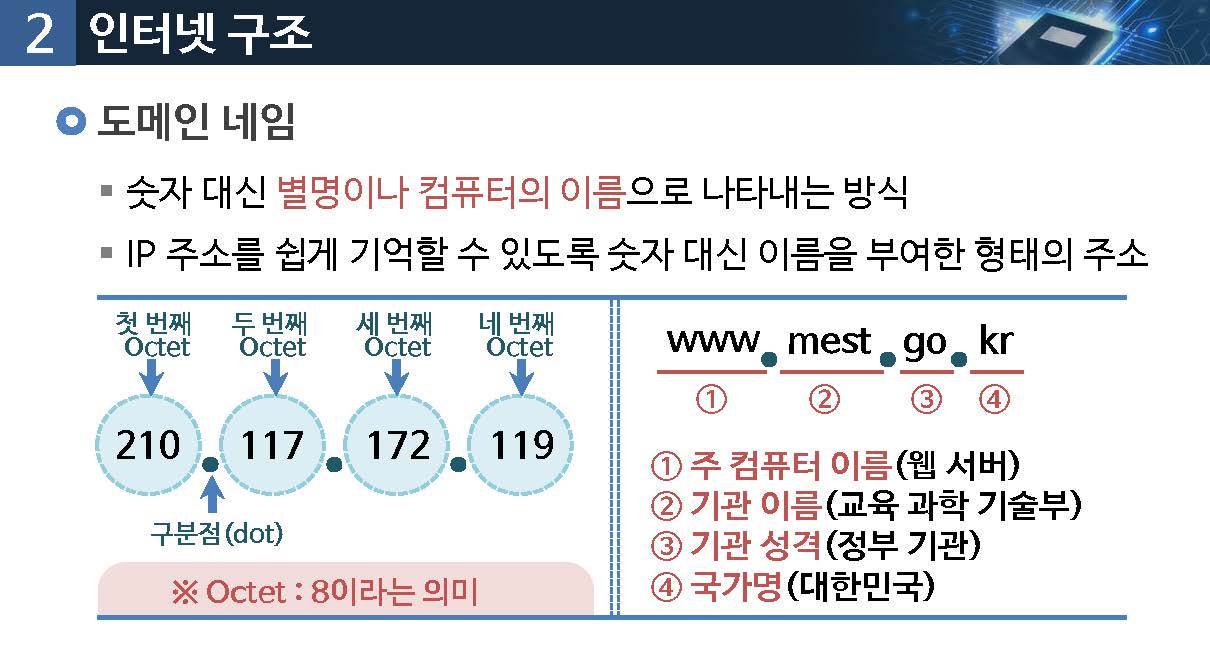 2 인터넷 구조
도메인 네임
숫자 대신 별명이나 컴퓨터의 이름으로 나타내는 방식
IP 주소를 쉽게 기억할 수 있도록 숫자 대신 이름을 부여한 형태의 주소
첫 번째 두 번째 세 번째 네 번째
Octet Octet Octet Octet
210 . 117 . 172 . 119
구분점(dot)
※ Octet : 8이라는 의미
www.mest.go.kr
① ② ③ ④
① 주 컴퓨터 이름(웹 서버)
② 기관 이름(교육 과학 기술부)
③ 기관 성격(정부 기관)
④ 국가명(대한민국)